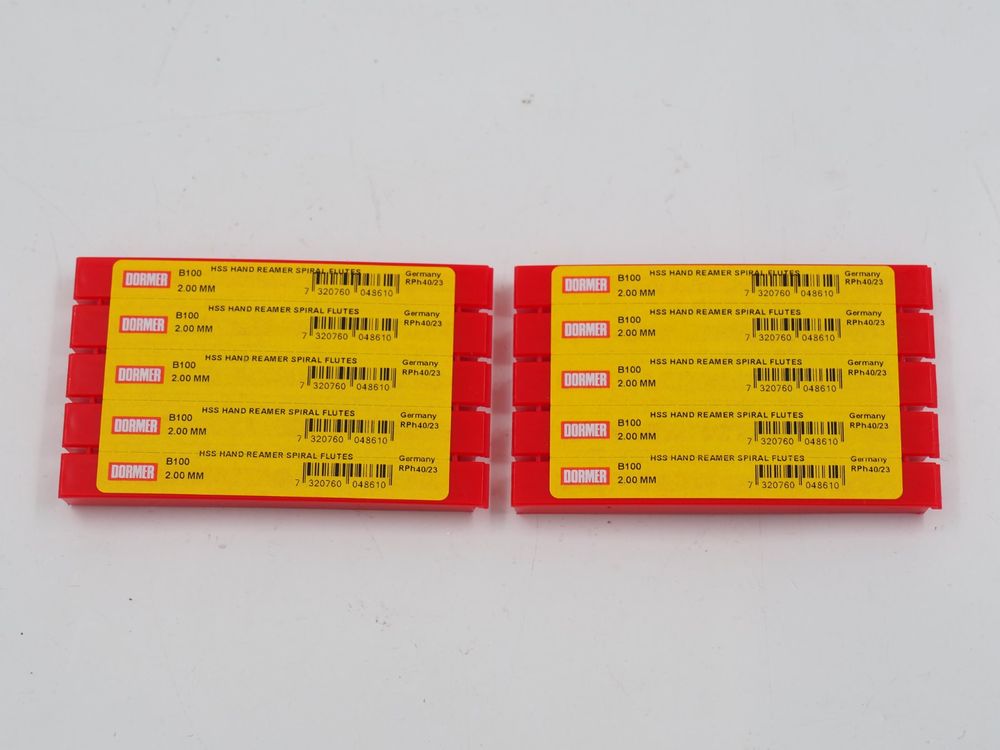 HSS HAND REAMER SPIRAL FLUTES
DORMER B100 Germany
2.00 MM RPh40/23
7 320760 048610
HSS HAND REAMER SPIRAL FLUTES
DORMER B100 Germany
2.00 MM RPh40/23
7 320760 048610
HSS HAND REAMER SPIRAL FLUTES
DORMER B100 Germany
2.00 MM RPh40/23
7 320760 048610
HSS HAND REAMER SPIRAL FLUTES
DORMER B100 Germany
2.00 MM RPh40/23
7 320760 048610
HSS HAND REAMER SPIRAL FLUTES
DORMER B100 Germany
2.00 MM RPh40/23
7 320760 048610
HSS HAND REAMER SPIRAL FLUTES
DORMER B100 Germany
2.00 MM RPh40/23
7 320760 048610
HSS HAND REAMER SPIRAL FLUTES
DORMER B100 Germany
2.00 MM RPh40/23
7 320760 048610
HSS HAND REAMER SPIRAL FLUTES
DORMER B100 Germany
2.00 MM RPh40/23
7 320760 048610
HSS HAND REAMER SPIRAL FLUTES
DORMER B100 Germany
2.00 MM RPh40/23
7 320760 048610
HSS HAND REAMER SPIRAL FLUTES
DORMER B100 Germany
2.00 MM RPh40/23
7 320760 048610